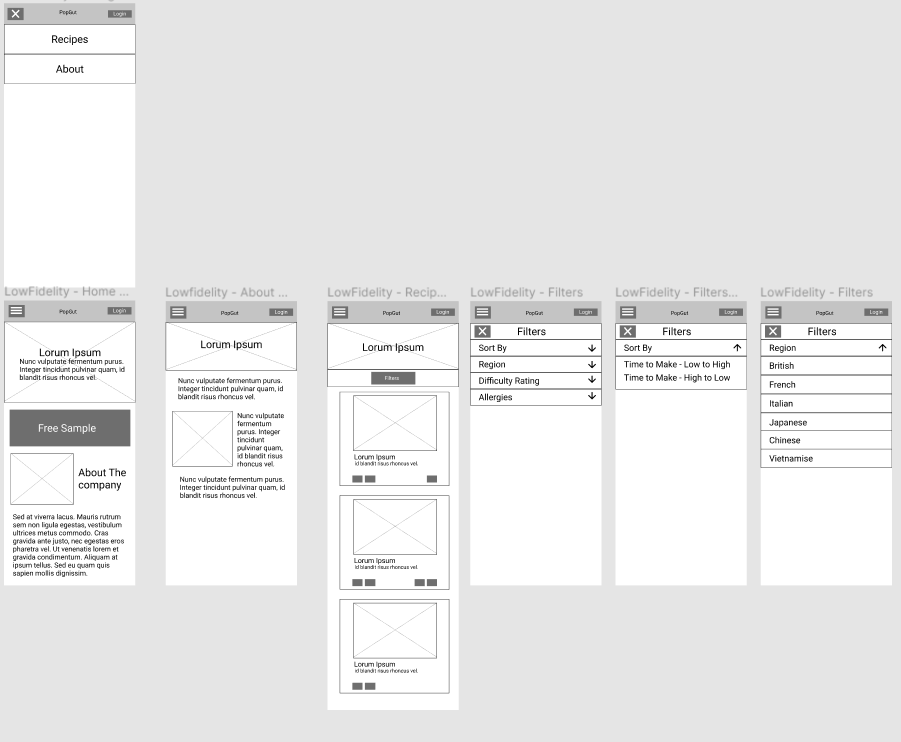 PopGut
Login
Recipes
About
LowFidelity - Home ...
PopGut
Login
Lorum Ipsum
Nunc vulputate fermentum purus.
Integer tincidunt pulvinar quam, id
blandit risus rhoncus vel.
Free Sample
About The
company
Sed at viverra lacus. Mauris rutrum
sem non ligula egestas, vestibulum
ultrices metus commodo. Cras
gravida ante justo, nec egestas eros
pharetra vel. Ut venenatis lorem et
gravida condimentum. Aliquam at
ipsum tellus. Sed eu quam quis
sapien mollis dignissim.
Lowfidelity - About ...
PopGut
Login
Lorum Ipsum
Nunc vulputate fermentum purus.
Integer tincidunt pulvinar quam, id
blandit risus rhoncus vel.
Nunc vulputate
fermentum
purus. Integer
tincidunt
pulvinar quam,
id blandit risus
rhoncus vel.
Nunc vulputate fermentum purus.
Integer tincidunt pulvinar quam, id
blandit risus rhoncus vel.
LowFidelity - Recip...
PopGut
Login
Lorum Ipsum
Filters
Lorum Ipsum
id blandit risus rhoncus vel.
Lorum Ipsum
id blandit risus rhoncus vel.
Lorum Ipsum
id blandit risus rhoncus vel.
LowFidelity - Filters
PopGut
Login
Filters
Sort By
Region
Difficulty Rating
Allergies
LowFidelity - Filters...
PopGut
Login
Filters
Sort By
Time to Make - Low to High
Time to Make - High to Low
LowFidelity - Filters
PopGut
Login
Filters
Region
British
French
Italian
Japanese
Chinese
Vietnamise